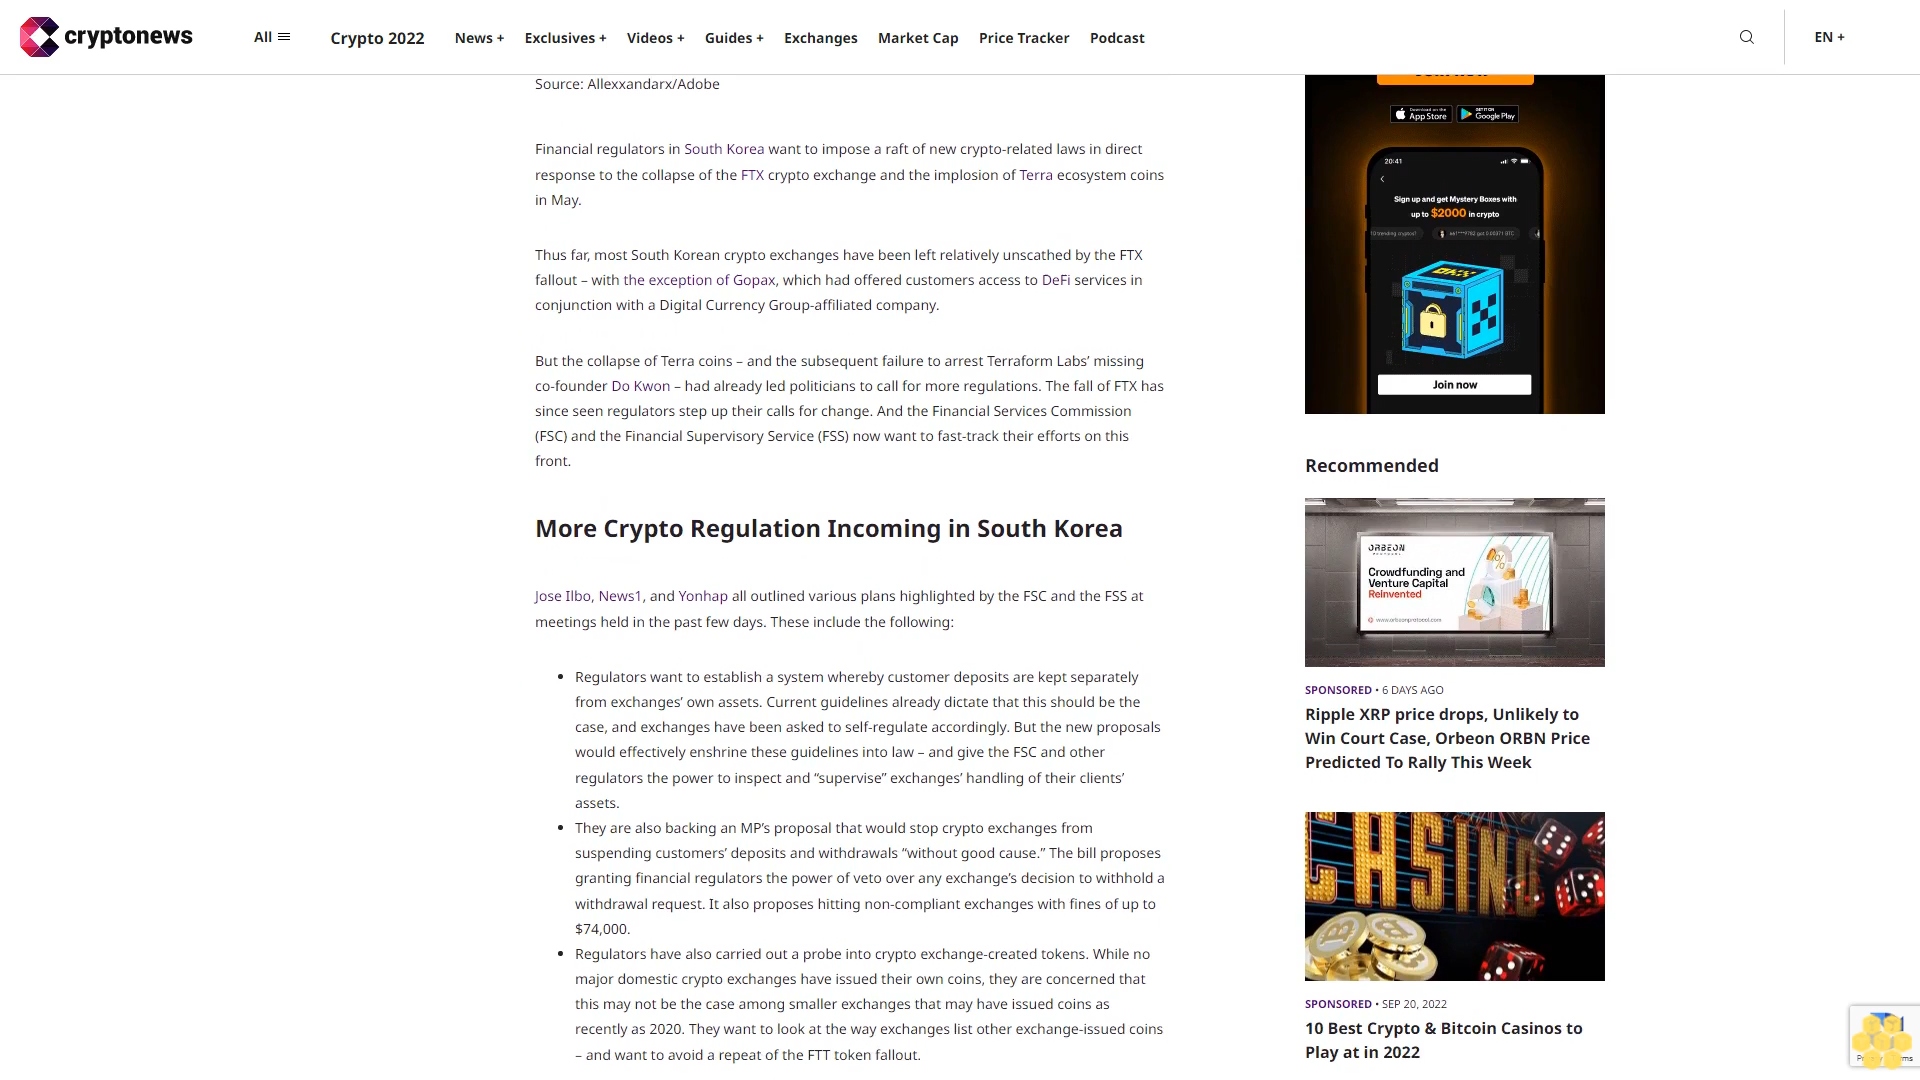 cryptonews
All
Crypto 2022
News +
Exclusives +
Videos +
Guides +
Exchanges
Market Cap
Price Tracker
Podcast
EN +
Source: Allexxandarx/Adobe
Financial regulators in South Korea want to impose a raft of new crypto-related laws in direct
response to the collapse of the FTX crypto exchange and the implosion of Terra ecosystem coins
in May.
Thus far, most South Korean crypto exchanges have been left relatively unscathed by the FTX
fallout – with the exception of Gopax, which had offered customers access to DeFi services in
conjunction with a Digital Currency Group-affiliated company.
But the collapse of Terra coins – and the subsequent failure to arrest Terraform Labs’ missing
co-founder Do Kwon – had already led politicians to call for more regulations. The fall of FTX has
since seen regulators step up their calls for change. And the Financial Services Commission
(FSC) and the Financial Supervisory Service (FSS) now want to fast-track their efforts on this
front.
More Crypto Regulation Incoming in South Korea
Jose Ilbo, News1, and Yonhap all outlined various plans highlighted by the FSC and the FSS at
meetings held in the past few days. These include the following:
Regulators want to establish a system whereby customer deposits are kept separately
from exchanges’ own assets. Current guidelines already dictate that this should be the
case, and exchanges have been asked to self-regulate accordingly. But the new proposals
would effectively enshrine these guidelines into law – and give the FSC and other
regulators the power to inspect and “supervise” exchanges’ handling of their clients’
assets.
They are also backing an MP’s proposal that would stop crypto exchanges from
suspending customers’ deposits and withdrawals “without good cause.” The bill proposes
granting financial regulators the power of veto over any exchange’s decision to withhold a
withdrawal request. It also proposes hitting non-compliant exchanges with fines of up to
$74,000.
Regulators have also carried out a probe into crypto exchange-created tokens. While no
major domestic crypto exchanges have issued their own coins, they are concerned that
this may not be the case among smaller exchanges that may have issued coins as
recently as 2020. They want to look at the way exchanges list other exchange-issued coins
– and want to avoid a repeat of the FTT token fallout.
Download on the
App Store
GET IT ON
Google Play
20:41
Sign up and get Mystery Boxes with
up to $2000 in crypto
10 trending cryptos!
OKX
Join now
Recommended
ORBEON
Crowdfunding and
Venture Capital
Reinvented
www.orbeonprotocol.com
SPONSORED • 6 DAYS AGO
Ripple XRP price drops, Unlikely to
Win Court Case, Orbeon ORBN Price
Predicted To Rally This Week
CASINO
SPONSORED • SEP 20, 2022
10 Best Crypto & Bitcoin Casinos to
Play at in 2022